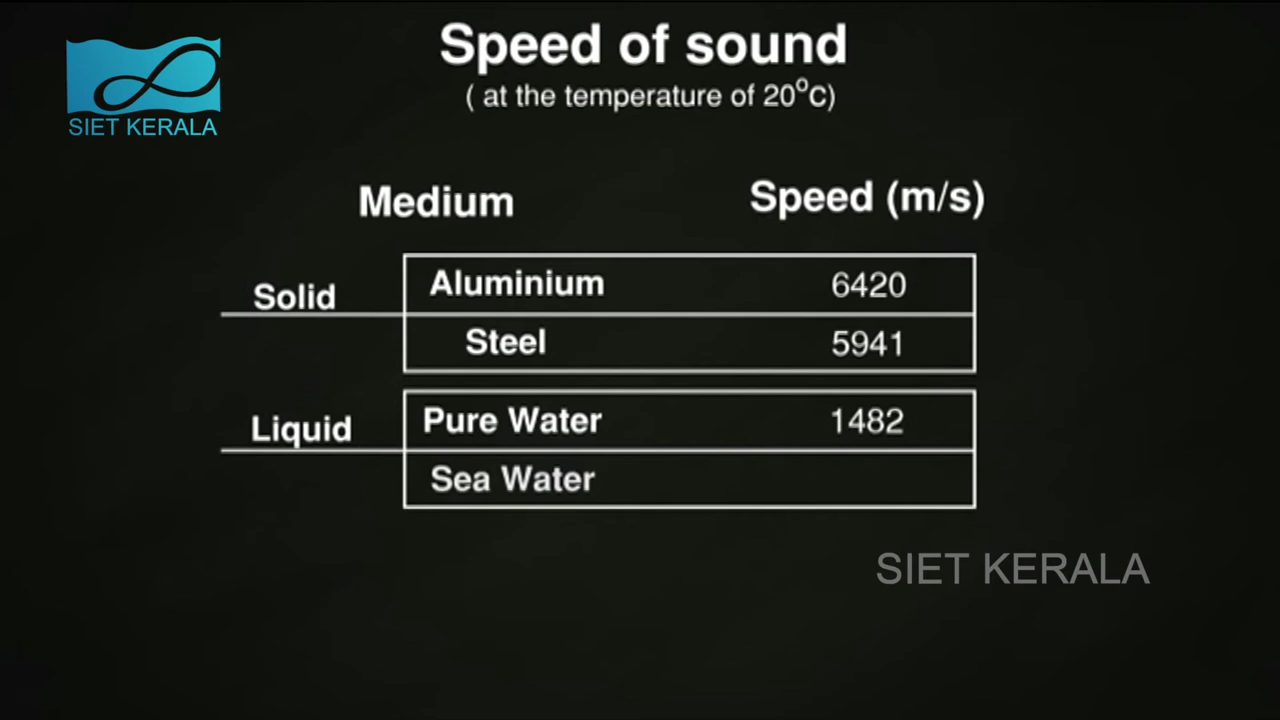 Speed of sound
( at the temperature of 20°C)
SIET KERALA
Medium Speed (m/s)
Solid Aluminium 6420
Steel 5941
Liquid Pure Water 1482
Sea Water
SIET KERALA